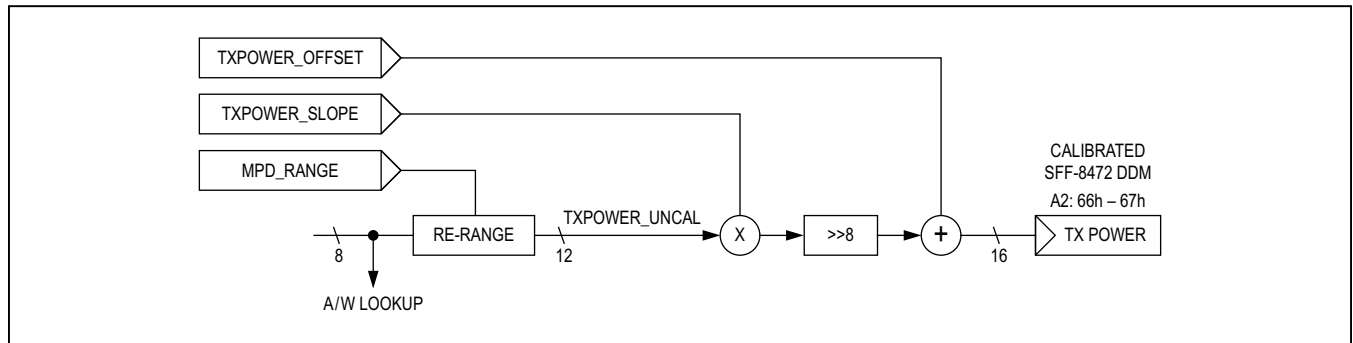 TXPOWER_OFFSET
TXPOWER_SLOPE
MPD_RANGE
CALIBRATED
SFF-8472 DDM
A2: 66h – 67h
RE-RANGE
TXPOWER_UNCAL
X
>>8
+
TX POWER
8
12
16
A/W LOOKUP